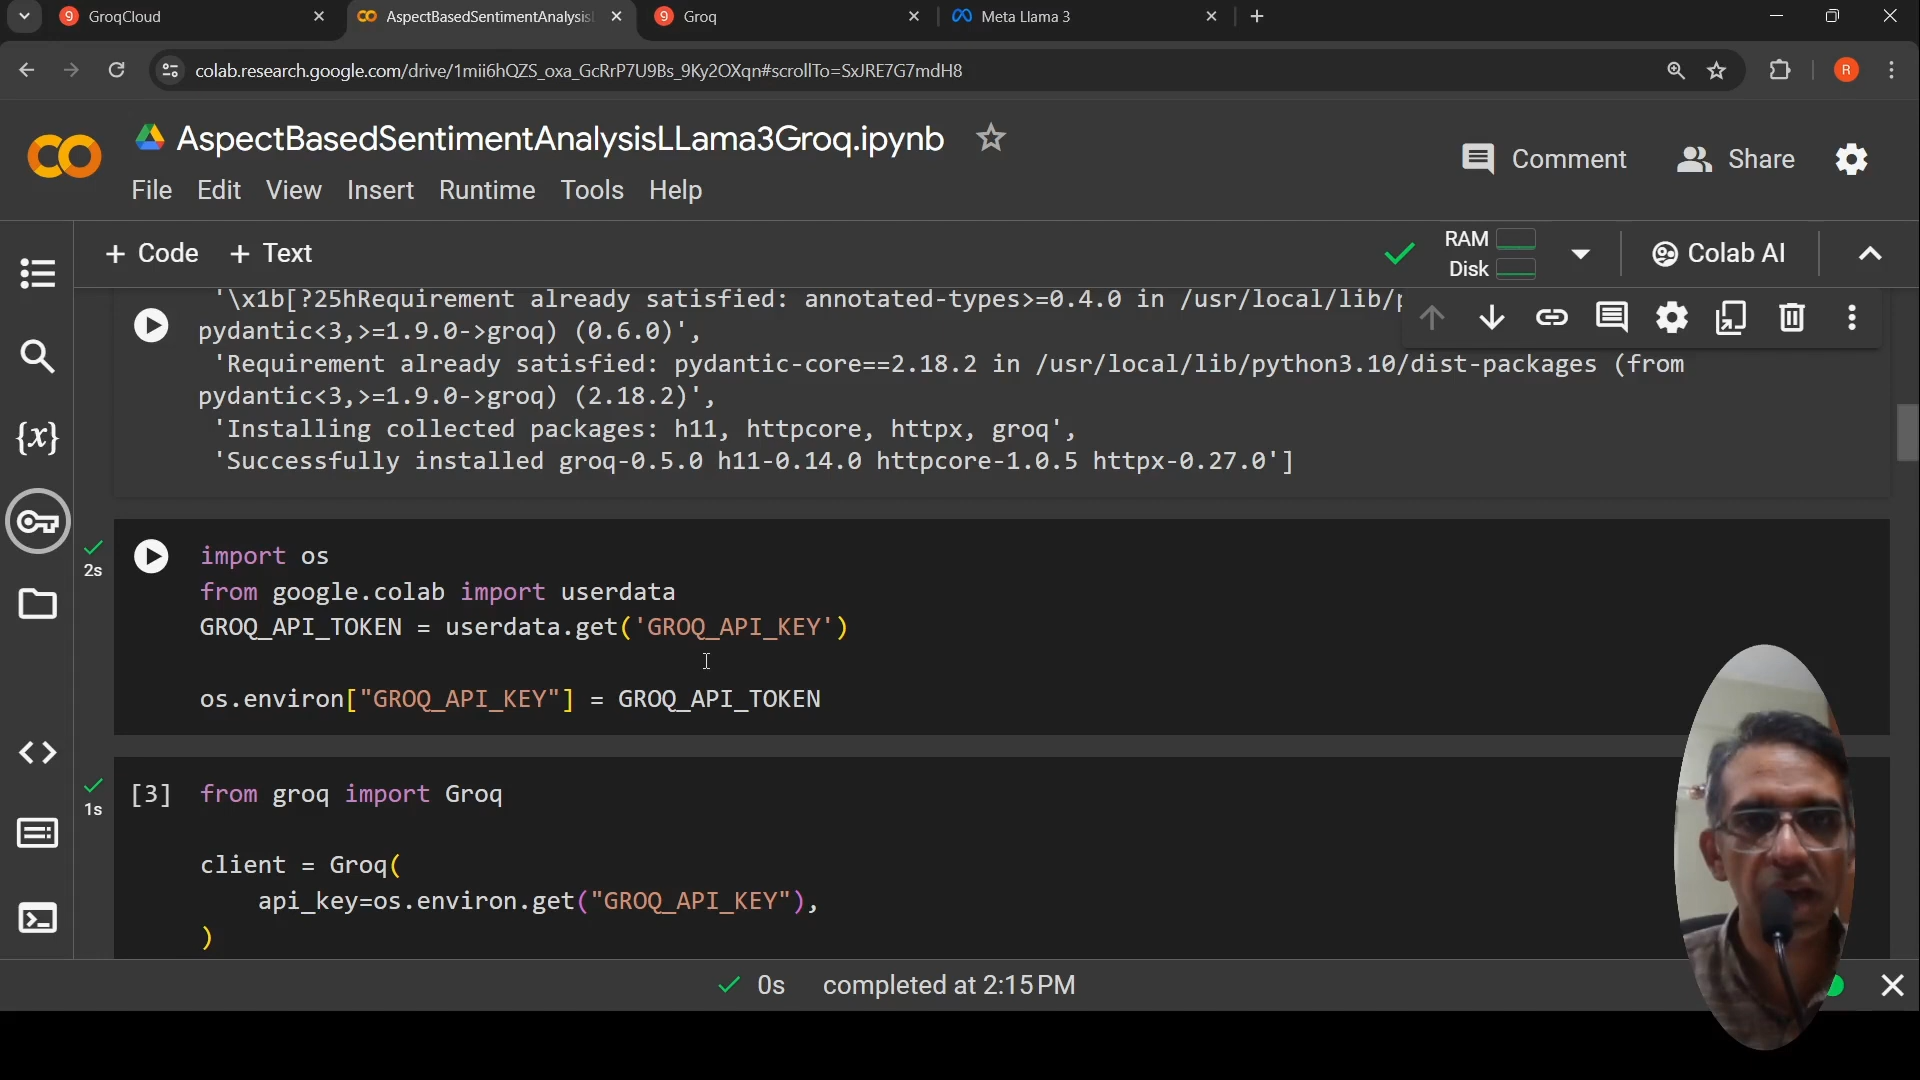 GroqCloud
AspectBasedSentimentAnalysis
Groq
Meta Llama 3
colab.research.google.com/drive/1mii6hQZS_oxa_GcRrP7U9Bs_9Ky2OXqn#scrollTo=SxJRE7G7mdH8
R
AspectBasedSentimentAnalysisLLama3Groq.ipynb
Comment
Share
File Edit View Insert Runtime Tools Help
+ Code + Text
RAM
Disk
Colab AI
'\x1b[?25hRequirement already satisfied: annotated-types>=0.4.0 in /usr/local/lib/p
pydantic<3,>=1.9.0->groq) (0.6.0)',
'Requirement already satisfied: pydantic-core==2.18.2 in /usr/local/lib/python3.10/dist-packages (from
pydantic<3,>=1.9.0->groq) (2.18.2)',
'Installing collected packages: h11, httpcore, httpx, groq',
'Successfully installed groq-0.5.0 h11-0.14.0 httpcore-1.0.5 httpx-0.27.0']
{x}
2s
import os
from google.colab import userdata
GROQ_API_TOKEN = userdata.get('GROQ_API_KEY')
os.environ["GROQ_API_KEY"] = GROQ_API_TOKEN
1s
[3] from groq import Groq
client = Groq(
api_key=os.environ.get("GROQ_API_KEY"),
)
0s completed at 2:15 PM